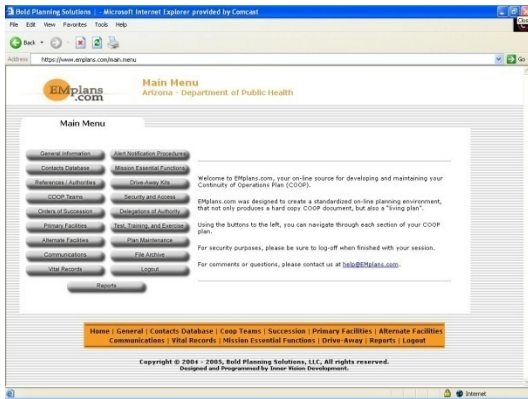 Bold Planning Solutions | - Microsoft Internet Explorer provided by Comcast
File Edit View Favorites Tools Help
Back
Address https://www.emplans.com/main.menu Go
EMplans
.com
Main Menu
Arizona - Department of Public Health
Main Menu
General Information Alert Notification Procedures
Contacts Database Mission Essential Functions
References / Authorities Drive-Away Kits
COOP Teams Security and Access
Orders of Succession Delegations of Authority
Primary Facilities Test, Training, and Exercise
Alternate Facilities Plan Maintenance
Communications File Archive
Vital Records Logout
Reports
Welcome to EMplans.com, your on-line source for developing and maintaining your
Continuity of Operations Plan (COOP).
EMplans.com was designed to create a standardized on-line planning environment,
that not only produces a hard copy COOP document, but also a "living plan".
Using the buttons to the left, you can navigate through each section of your COOP
plan.
For security purposes, please be sure to log-off when finished with your session.
For comments or questions, please contact us at help@EMplans.com.
Home | General | Contacts Database | Coop Teams | Succession | Primary Facilities | Alternate Facilities
Communications | Vital Records | Mission Essential Functions | Drive-Away | Reports | Logout
Copyright © 2004 - 2005, Bold Planning Solutions, LLC, All rights reserved.
Designed and Programmed by Inner Vision Development.
Internet